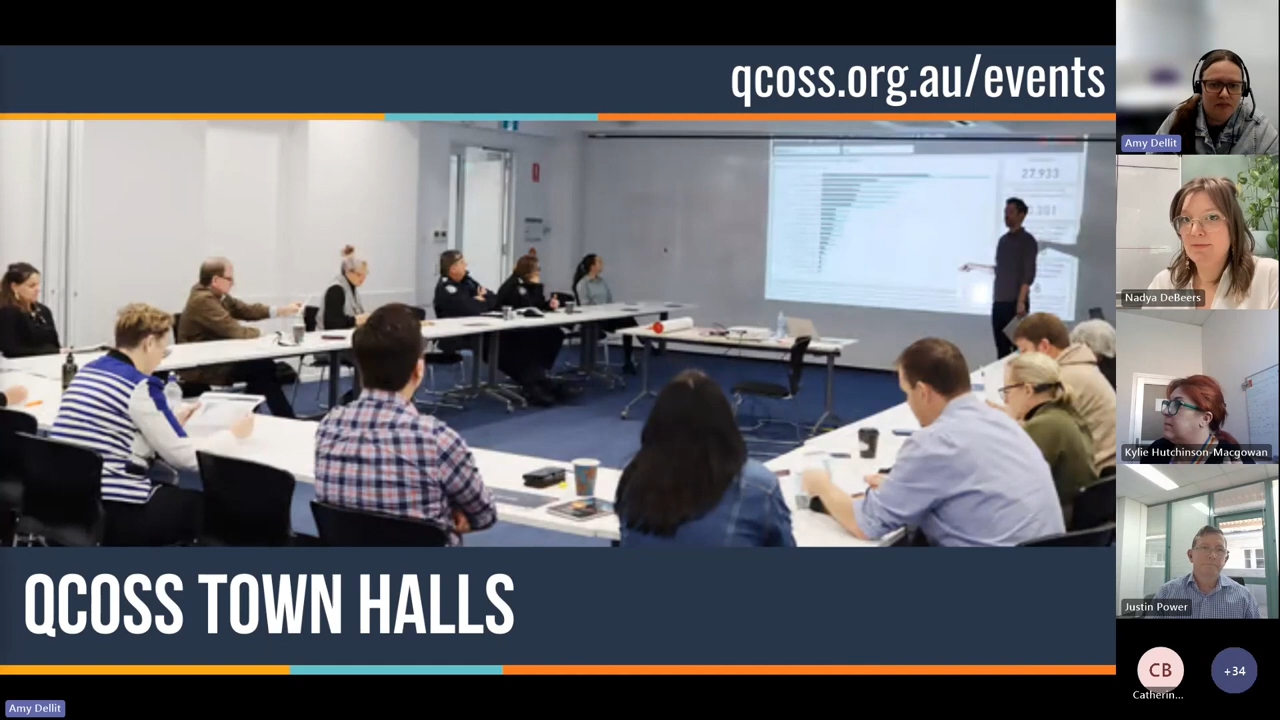 qcoss.org.au/events
27,933
QCOSS TOWN HALLS
Amy Dellit
Amy Dellit
Nadya DeBeers
Kylie Hutchinson-Macgowan
Justin Power
CB
Catherin...
+34